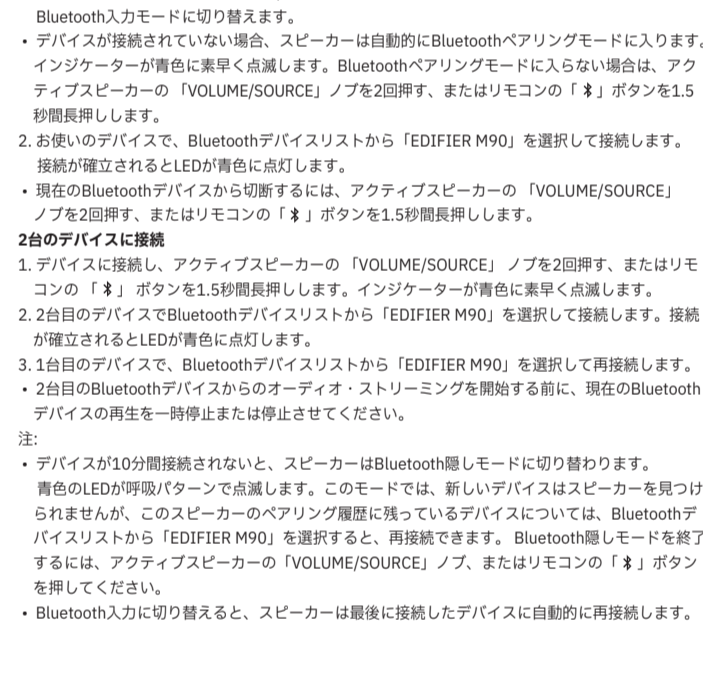 Bluetooth入力モードに切り替えます。
• デバイスが接続されていない場合、スピーカーは自動的にBluetoothペアリングモードに入ります。
インジケーターが青色に素早く点滅します。Bluetoothペアリングモードに入らない場合は、アク
ティブスピーカーの 「VOLUME/SOURCE」ノブを2回押す、またはリモコンの「 」ボタンを1.5
秒間長押しします。
2. お使いのデバイスで、Bluetoothデバイスリストから「EDIFIER M90」を選択して接続します。
接続が確立されるとLEDが青色に点灯します。
• 現在のBluetoothデバイスから切断するには、アクティブスピーカーの 「VOLUME/SOURCE」
ノブを2回押す、またはリモコンの「 」ボタンを1.5秒間長押しします。
2台のデバイスに接続
1. デバイスに接続し、アクティブスピーカーの 「VOLUME/SOURCE」 ノブを2回押す、またはリモ
コンの 「 」 ボタンを1.5秒間長押しします。インジケーターが青色に素早く点滅します。
2. 2台目のデバイスでBluetoothデバイスリストから「EDIFIER M90」を選択して接続します。接続
が確立されるとLEDが青色に点灯します。
3. 1台目のデバイスで、Bluetoothデバイスリストから「EDIFIER M90」を選択して再接続します。
• 2台目のBluetoothデバイスからのオーディオ・ストリーミングを開始する前に、現在のBluetooth
デバイスの再生を一時停止または停止させてください。
注:
• デバイスが10分間接続されないと、スピーカーはBluetooth隠しモードに切り替わります。
青色のLEDが呼吸パターンで点滅します。このモードでは、新しいデバイスはスピーカーを見つけ
られませんが、このスピーカーのペアリング履歴に残っているデバイスについては、Bluetoothデ
バイスリストから「EDIFIER M90」を選択すると、再接続できます。 Bluetooth隠しモードを終了
するには、アクティブスピーカーの「VOLUME/SOURCE」ノブ、またはリモコンの「 」ボタン
を押してください。
• Bluetooth入力に切り替えると、スピーカーは最後に接続したデバイスに自動的に再接続します。